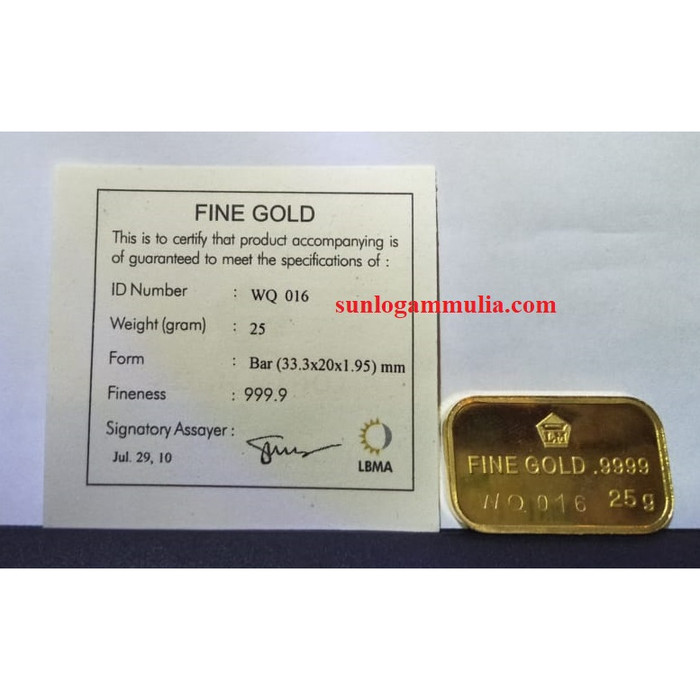 FINE GOLD
This is to certify that product accompanying is
of guaranteed to meet the specifications of :
ID Number : WQ 016
Weight (gram) : 25
Form : Bar (33.3x20x1.95) mm
Fineness : 999.9
Signatory Assayer :
Jul. 29, 10
LBMA
sunlogammulia.com
LM
FINE GOLD .9999
WQ 016 25g